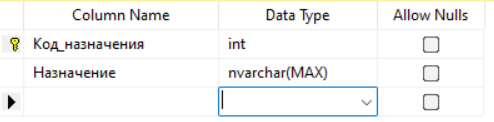 Column Name Data Type Allow Nulls
Код_назначения int
Назначение nvarchar(MAX)